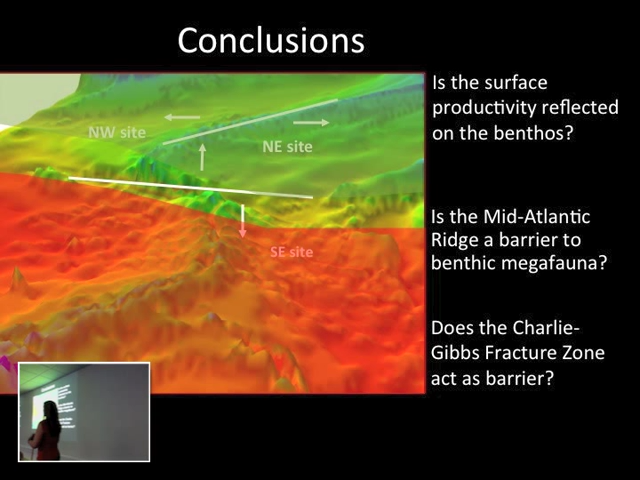 Conclusions
Is the surface
productivity reflected
on the benthos?
NW site
NE site
Is the Mid-Atlantic
Ridge a barrier to
benthic megafauna?
SE site
Does the Charlie-
Gibbs Fracture Zone
act as barrier?